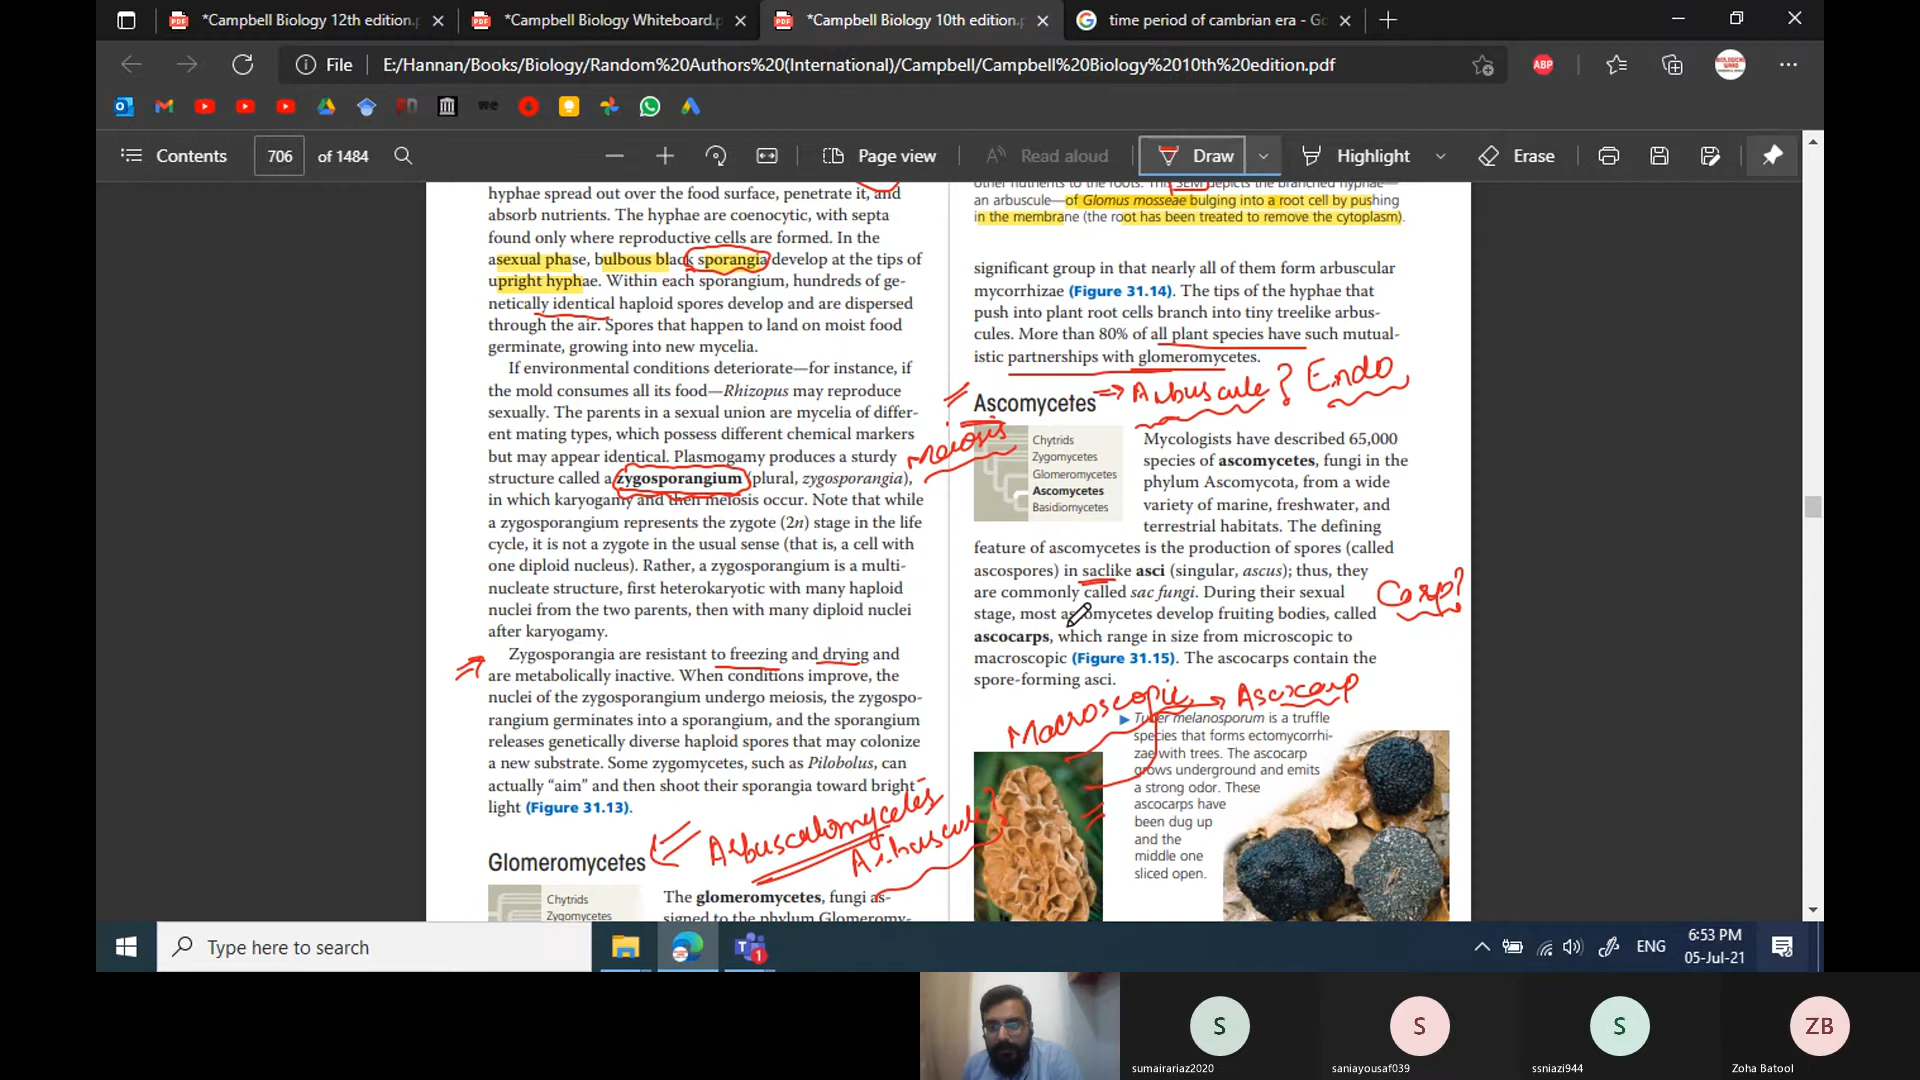 *Campbell Biology 12th edition.p
*Campbell Biology Whiteboard.p
*Campbell Biology 10th edition.p
time period of cambrian era - Go
File
E:/Hannan/Books/Biology/Random%20Authors%20(International)/Campbell/Campbell%20Biology%2010th%20edition.pdf
ABP
Contents
706
of 1484
Page view
Read aloud
Draw
Highlight
Erase
hyphae spread out over the food surface, penetrate it, and
absorb nutrients. The hyphae are coenocytic, with septa
found only where reproductive cells are formed. In the
asexual phase, bulbous black sporangia develop at the tips of
upright hyphae. Within each sporangium, hundreds of ge-
netically identical haploid spores develop and are dispersed
through the air. Spores that happen to land on moist food
germinate, growing into new mycelia.
If environmental conditions deteriorate—for instance, if
the mold consumes all its food—Rhizopus may reproduce
sexually. The parents in a sexual union are mycelia of differ-
ent mating types, which possess different chemical markers
but may appear identical. Plasmogamy produces a sturdy
structure called a zygosporangium (plural, zygosporangia),
in which karyogamy and then meiosis occur. Note that while
a zygosporangium represents the zygote (2n) stage in the life
cycle, it is not a zygote in the usual sense (that is, a cell with
one diploid nucleus). Rather, a zygosporangium is a multi-
nucleate structure, first heterokaryotic with many haploid
nuclei from the two parents, then with many diploid nuclei
after karyogamy.
Zygosporangia are resistant to freezing and drying and
are metabolically inactive. When conditions improve, the
nuclei of the zygosporangium undergo meiosis, the zygospo-
rangium germinates into a sporangium, and the sporangium
releases genetically diverse haploid spores that may colonize
a new substrate. Some zygomycetes, such as Pilobolus, can
actually “aim” and then shoot their sporangia toward bright
light (Figure 31.13).
Arbusculomycetes
Arbuscule?
Glomeromycetes
Chytrids
Zygomycetes
The glomeromycetes, fungi as-
signed to the phylum Glomeromy-
other nutrients to the roots. This SEM depicts the branched hyphae—
an arbuscule—of Glomus mosseae bulging into a root cell by pushing
in the membrane (the root has been treated to remove the cytoplasm).
significant group in that nearly all of them form arbuscular
mycorrhizae (Figure 31.14). The tips of the hyphae that
push into plant root cells branch into tiny treelike arbus-
cules. More than 80% of all plant species have such mutual-
istic partnerships with glomeromycetes.
Arbuscule? Endo
Ascomycetes
Meiosis
Chytrids
Zygomycetes
Glomeromycetes
Ascomycetes
Basidiomycetes
Mycologists have described 65,000
species of ascomycetes, fungi in the
phylum Ascomycota, from a wide
variety of marine, freshwater, and
terrestrial habitats. The defining
feature of ascomycetes is the production of spores (called
ascospores) in saclike asci (singular, ascus); thus, they
are commonly called sac fungi. During their sexual
stage, most ascomycetes develop fruiting bodies, called
ascocarps, which range in size from microscopic to
macroscopic (Figure 31.15). The ascocarps contain the
spore-forming asci.
Carp?
Macroscopic
Ascocarp
Tuber melanosporum is a truffle
species that forms ectomycorrhi-
zae with trees. The ascocarp
grows underground and emits
a strong odor. These
ascocarps have
been dug up
and the
middle one
sliced open.
Type here to search
1
ENG
6:53 PM
05-Jul-21
S
S
S
ZB
sumairariaz2020
saniayousaf039
ssniazi944
Zoha Batool